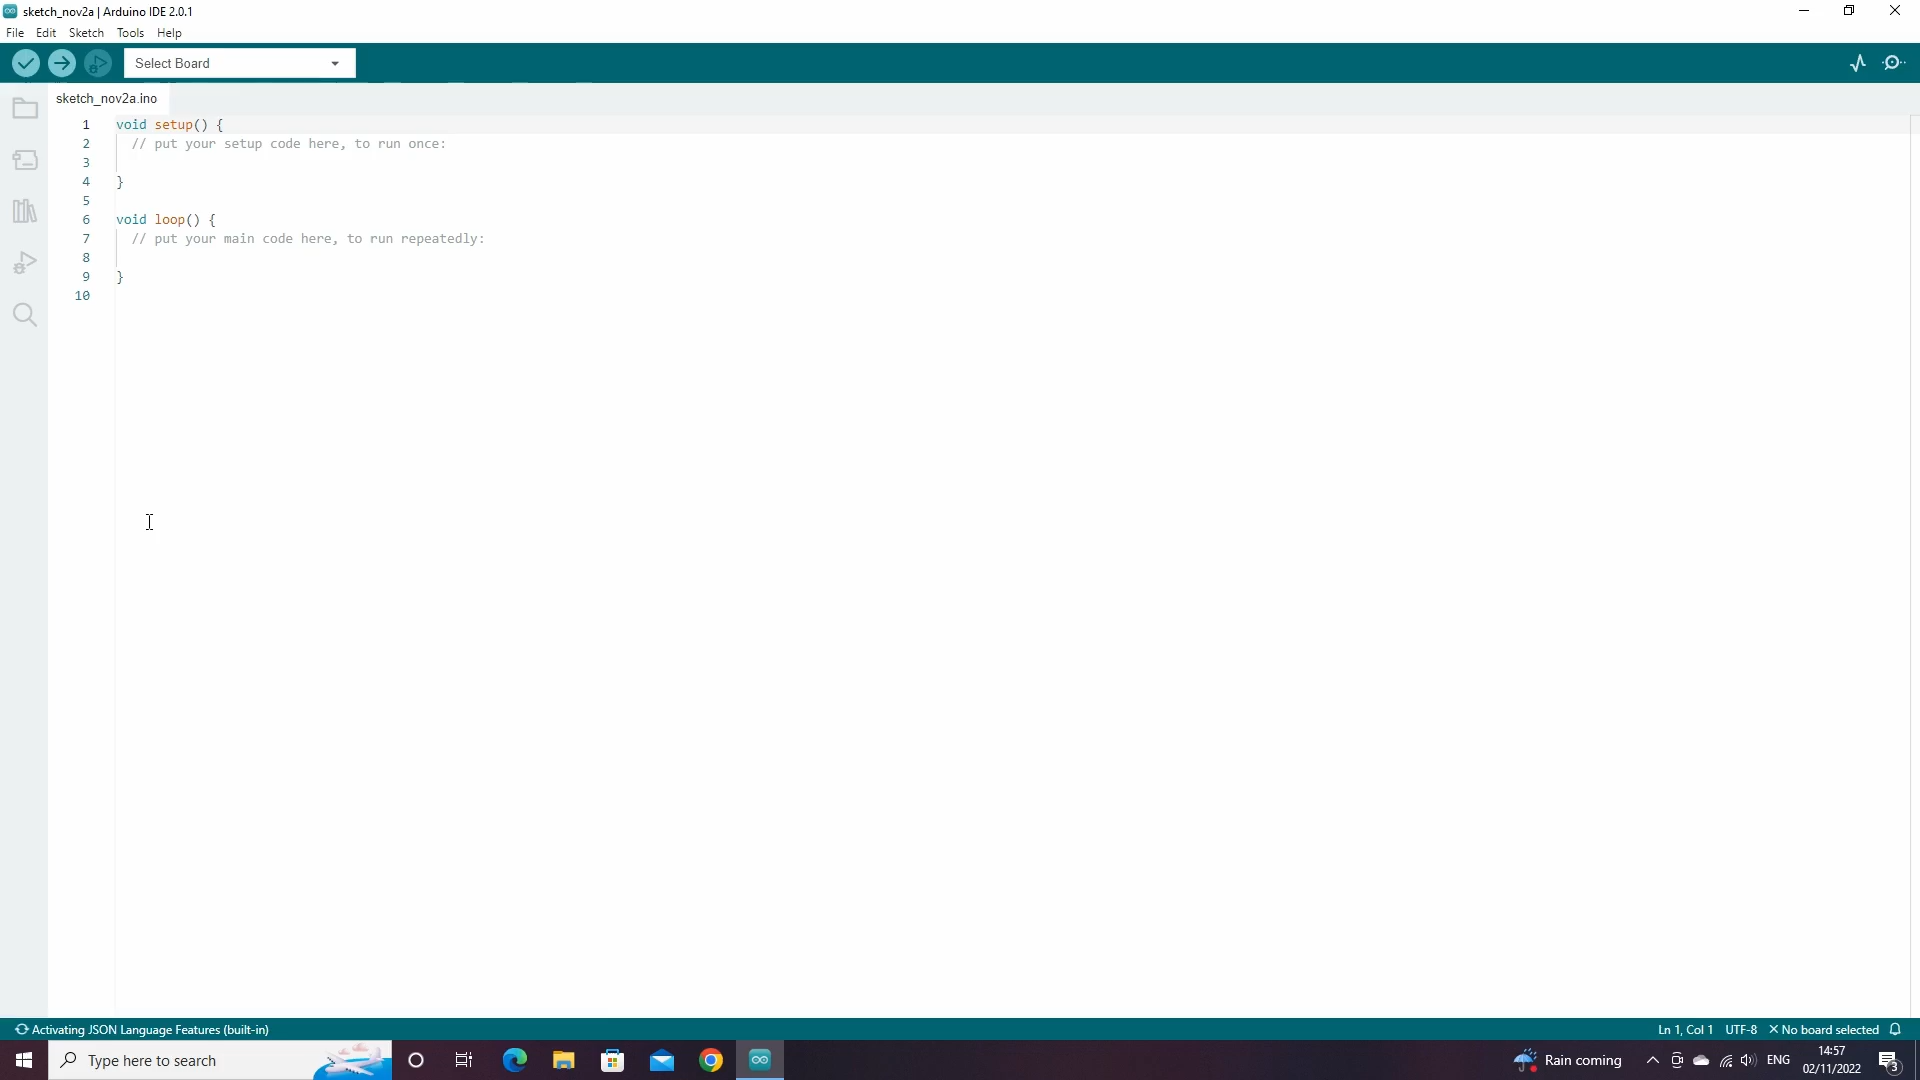 sketch_nov2a | Arduino IDE 2.0.1
File Edit Sketch Tools Help
Select Board
sketch_nov2a.ino
1 void setup() {
2 // put your setup code here, to run once:
3
4 }
5
6 void loop() {
7 // put your main code here, to run repeatedly:
8
9 }
10
Activating JSON Language Features (built-in) Ln 1, Col 1 UTF-8 No board selected
Type here to search Rain coming ENG 14:57
02/11/2022 3